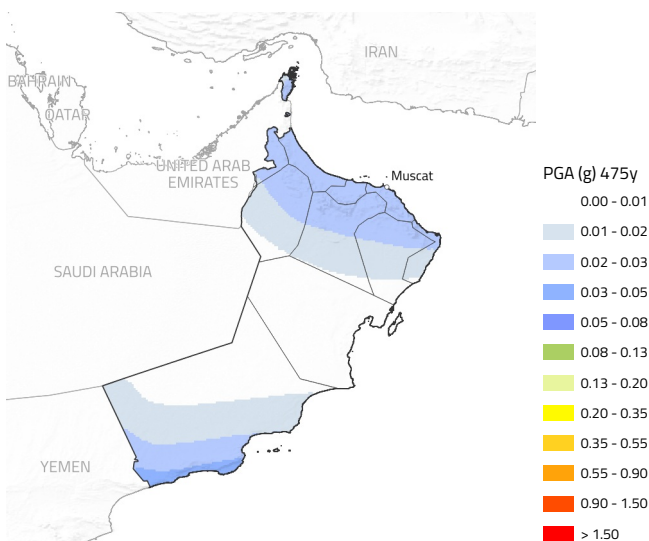 IRAN
BAHRAIN
QATAR
UNITED ARAB
EMIRATES
Muscat
SAUDI ARABIA
YEMEN
PGA (g) 475y
0.00 - 0.01
0.01 - 0.02
0.02 - 0.03
0.03 - 0.05
0.05 - 0.08
0.08 - 0.13
0.13 - 0.20
0.20 - 0.35
0.35 - 0.55
0.55 - 0.90
0.90 - 1.50
> 1.50